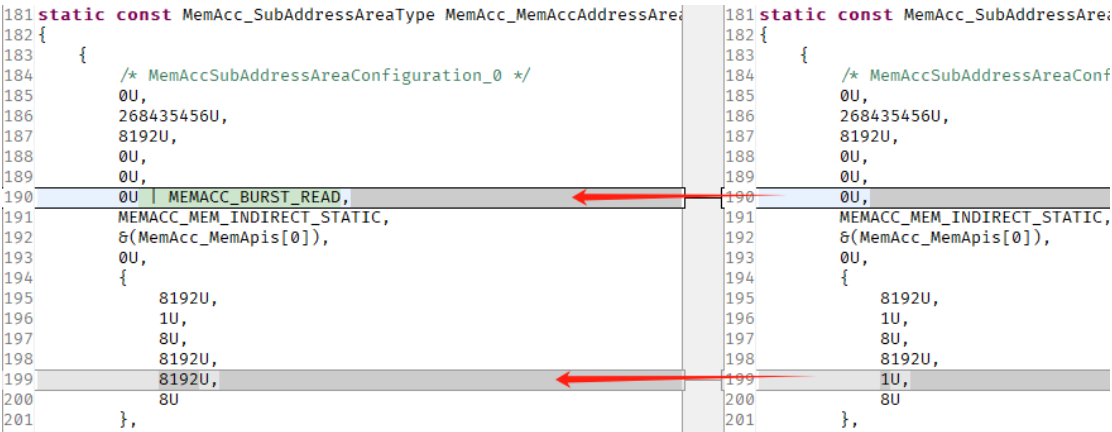 181 static const MemAcc_SubAddressAreaType MemAcc_MemAccAddressArea
182 {
183 {
184 /* MemAccSubAddressAreaConfiguration_0 */
185 0U,
186 268435456U,
187 8192U,
188 0U,
189 0U,
190 0U | MEMACC_BURST_READ,
191 MEMACC_MEM_INDIRECT_STATIC,
192 &(MemAcc_MemApis[0]),
193 0U,
194 {
195 8192U,
196 1U,
197 8U,
198 8192U,
199 8192U,
200 8U
201 },
181 static const MemAcc_SubAddressArea
182 {
183 {
184 /* MemAccSubAddressAreaConf
185 0U,
186 268435456U,
187 8192U,
188 0U,
189 0U,
190 0U,
191 MEMACC_MEM_INDIRECT_STATIC,
192 &(MemAcc_MemApis[0]),
193 0U,
194 {
195 8192U,
196 1U,
197 8U,
198 8192U,
199 1U,
200 8U
201 },